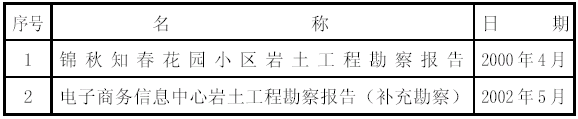 序号 名称 日期
1 锦秋知春花园小区岩土工程勘察报告 2000年4月
2 电子商务信息中心岩土工程勘察报告（补充勘察） 2002年5月